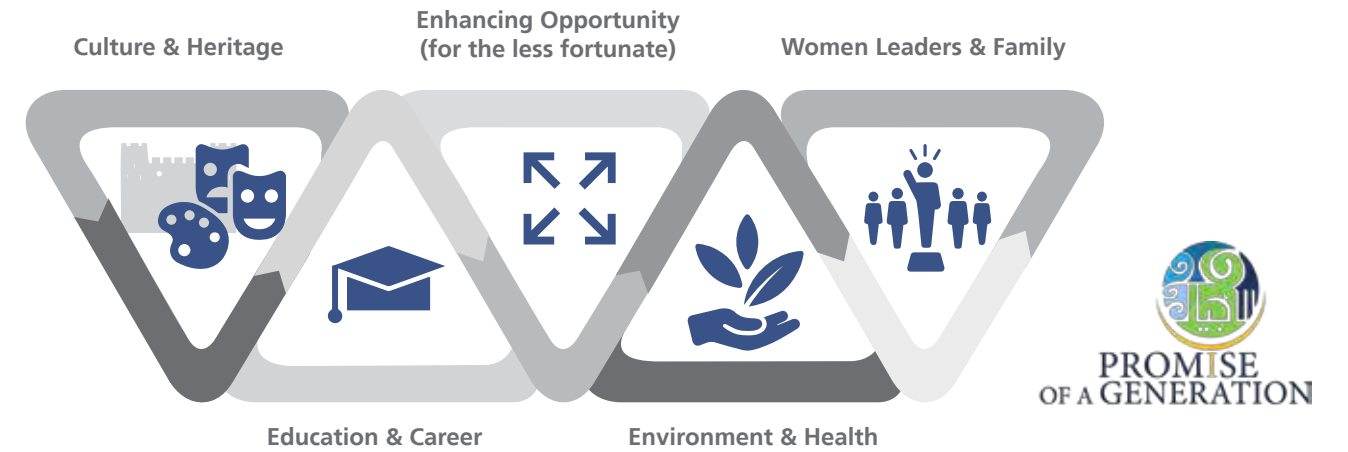 Culture & Heritage
Enhancing Opportunity
(for the less fortunate)
Women Leaders & Family
Education & Career
Environment & Health
PROMISE
OF A GENERATION